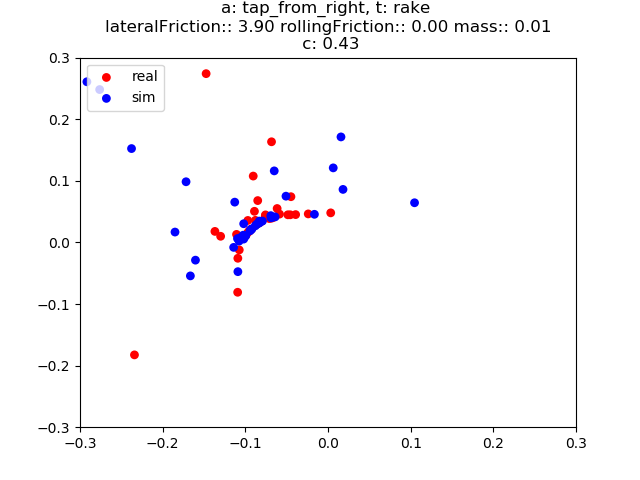 a: tap_from_right, t: rake
lateralFriction:: 3.90 rollingFriction:: 0.00 mass:: 0.01
c: 0.43
real
sim
0.3
0.2
0.1
0.0
−0.1
−0.2
−0.3
−0.3
−0.2
−0.1
0.0
0.1
0.2
0.3